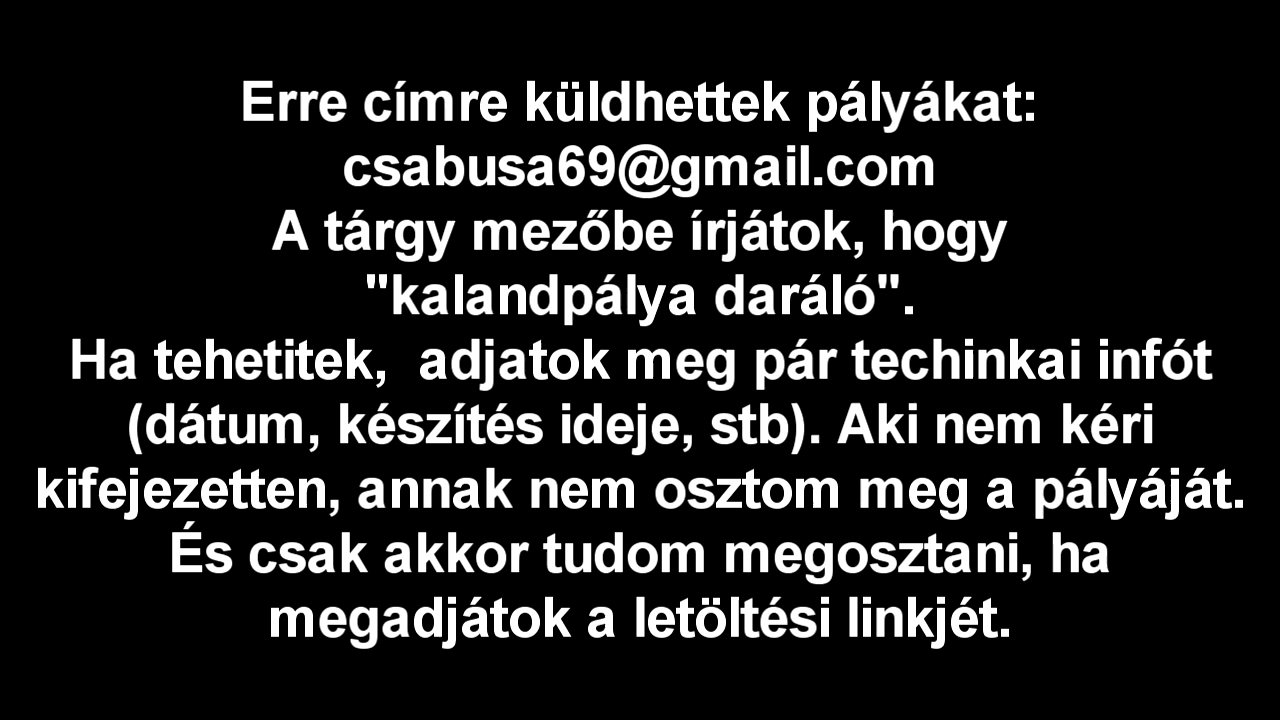 Erre címre küldhettek pályákat:
csabusa69@gmail.com
A tárgy mezőbe írjátok, hogy
"kalandpálya daráló".
Ha tehetitek,  adjatok meg pár techinkai infót
(dátum, készítés ideje, stb). Aki nem kéri
kifejezetten, annak nem osztom meg a pályáját.
És csak akkor tudom megosztani, ha
megadjátok a letöltési linkjét.